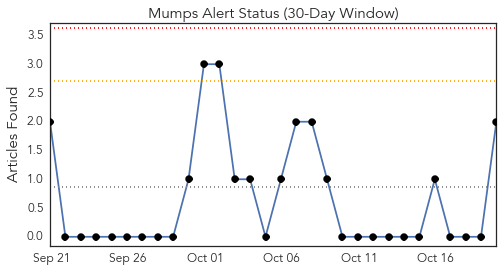 Mumps Alert Status (30-Day Window)
Articles Found
3.5
3.0
2.5
2.0
1.5
1.0
0.5
0.0
Sep 21
Sep 26
Oct 01
Oct 06
Oct 11
Oct 16